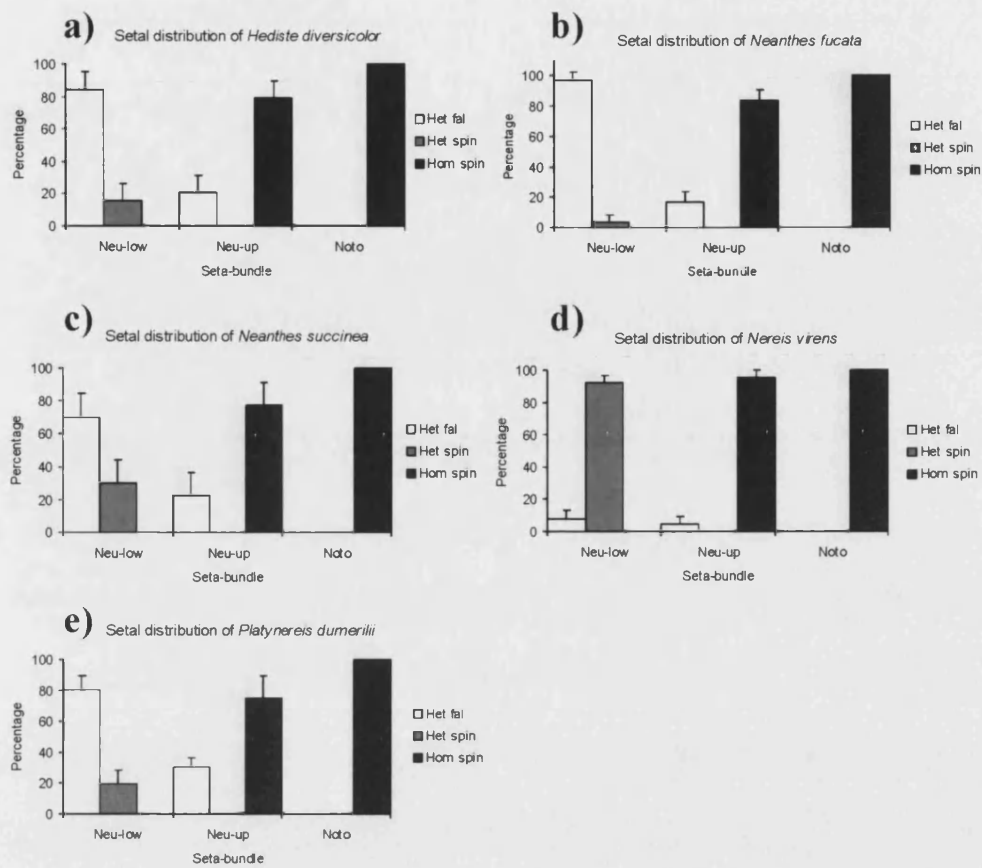 a) Setal distribution of Hediste diversicolor
Percentage
100
80
60
40
20
0
Neu-low Neu-up Noto
Seta-bundle
Het fal
Het spin
Hom spin
b) Setal distribution of Neanthes fucata
Percentage
100
80
60
40
20
0
Neu-low Neu-up Noto
Seta-bundle
Het fal
Het spin
Hom spin
c) Setal distribution of Neanthes succinea
Percentage
100
80
60
40
20
0
Neu-low Neu-up Noto
Seta-bundle
Het fal
Het spin
Hom spin
d) Setal distribution of Nereis virens
Percentage
100
80
60
40
20
0
Neu-low Neu-up Noto
Seta-bundle
Het fal
Het spin
Hom spin
e) Setal distribution of Platynereis dumerilii
Percentage
100
80
60
40
20
0
Neu-low Neu-up Noto
Seta-bundle
Het fal
Het spin
Hom spin